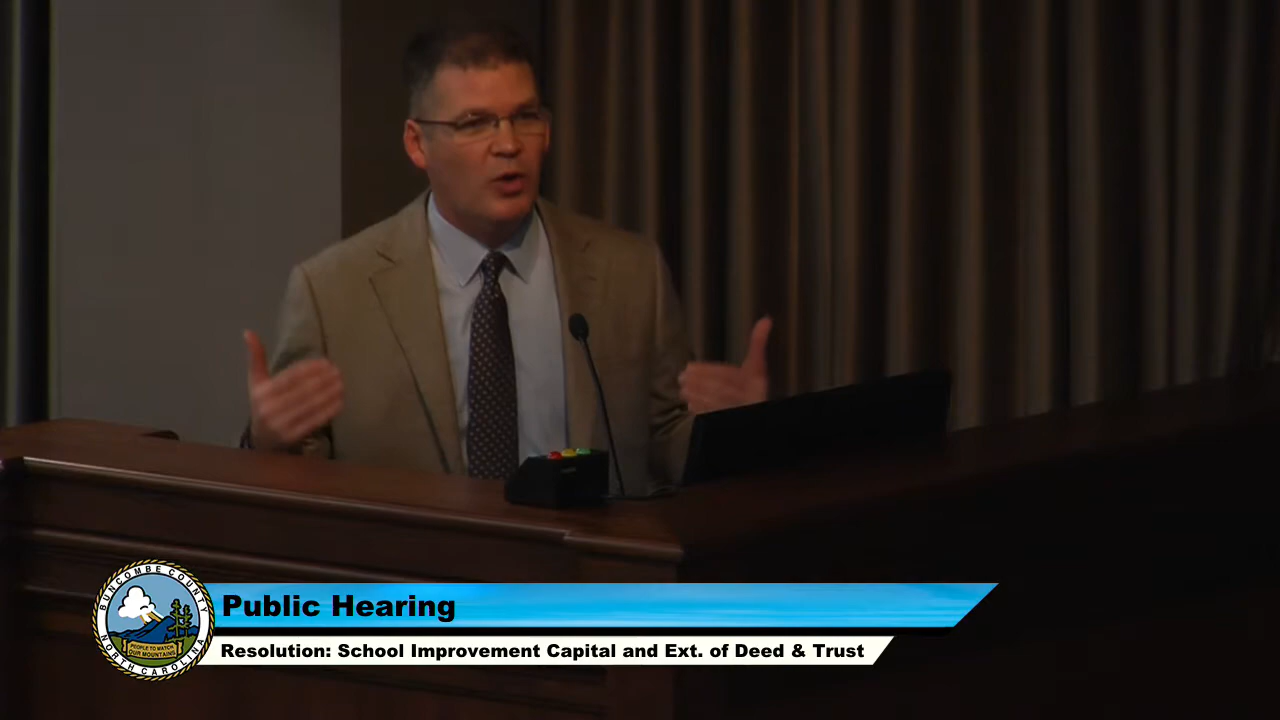 Public Hearing
Resolution: School Improvement Capital and Ext. of Deed & Trust
BUNCOMBE COUNTY
PEOPLE TO MATCH
OUR MOUNTAINS
NORTH CAROLINA